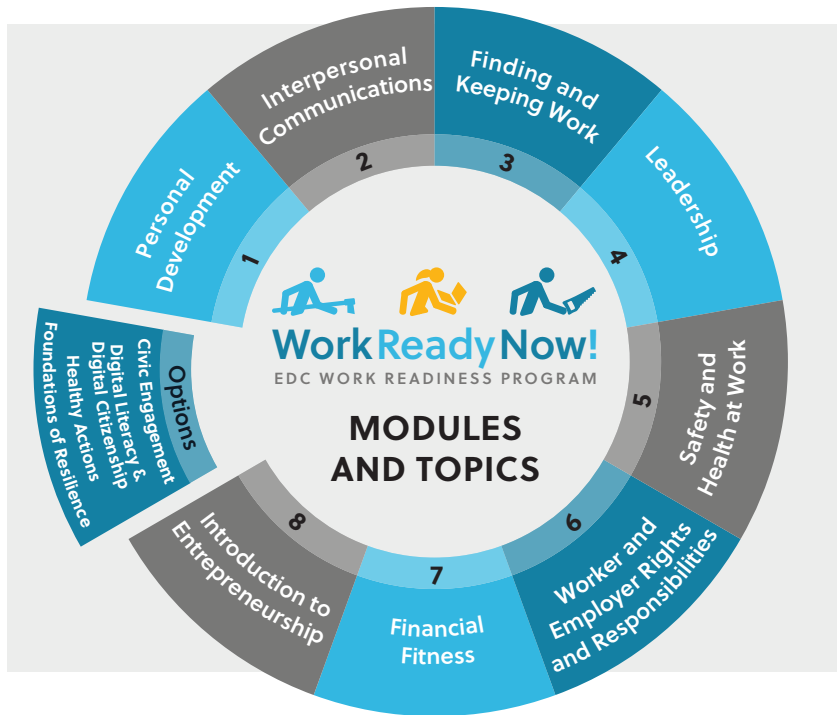 WorkReadyNow!
EDC WORK READINESS PROGRAM
MODULES
AND TOPICS
1
Personal
Development
2
Interpersonal
Communications
3
Finding and
Keeping Work
4
Leadership
5
Safety and
Health at Work
6
Worker and
Employer Rights
and Responsibilities
7
Financial
Fitness
8
Introduction to
Entrepreneurship
Options
Civic Engagement
Digital Literacy &
Digital Citizenship
Healthy Actions
Foundations of Resilience